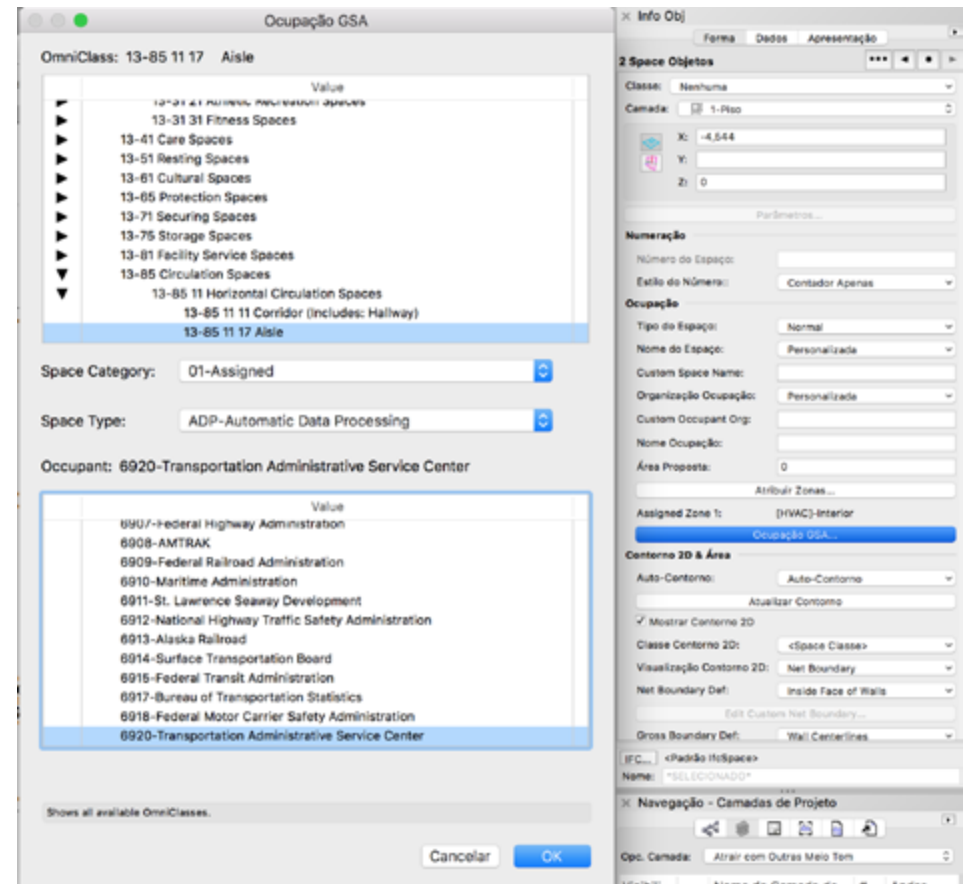 Ocupação GSA
OmniClass: 13-85 11 17 Aisle
Value
13-31 21 Athletic Recreation Spaces
13-31 31 Fitness Spaces
13-41 Care Spaces
13-51 Resting Spaces
13-61 Cultural Spaces
13-65 Protection Spaces
13-71 Securing Spaces
13-75 Storage Spaces
13-81 Facility Service Spaces
13-85 Circulation Spaces
13-85 11 Horizontal Circulation Spaces
13-85 11 11 Corridor (Includes: Hallway)
13-85 11 17 Aisle
Space Category: 01-Assigned
Space Type: ADP-Automatic Data Processing
Occupant: 6920-Transportation Administrative Service Center
Value
6907-Federal Highway Administration
6908-AMTRAK
6909-Federal Railroad Administration
6910-Maritime Administration
6911-St. Lawrence Seaway Development
6912-National Highway Traffic Safety Administration
6913-Alaska Railroad
6914-Surface Transportation Board
6915-Federal Transit Administration
6917-Bureau of Transportation Statistics
6918-Federal Motor Carrier Safety Administration
6920-Transportation Administrative Service Center
Shows all available OmniClasses.
Cancelar OK
Info Obj
Forma Dados Apresentação
2 Space Objetos
Classe: Nenhuma
Camada: 1-Piso
X: -4,544
Y:
Z: 0
Parâmetros...
Numeração
Número do Espaço:
Estilo do Número:: Contador Apenas
Ocupação
Tipo do Espaço: Normal
Nome do Espaço: Personalizada
Custom Space Name:
Organização Ocupação: Personalizada
Custom Occupant Org:
Nome Ocupação:
Área Proposta: 0
Atribuir Zonas...
Assigned Zone 1: [HVAC]-Interior
Ocupação GSA...
Contorno 2D & Área
Auto-Contorno: Auto-Contorno
Atualizar Contorno
Mostrar Contorno 2D
Classe Contorno 2D: <Space Classe>
Visualização Contorno 2D: Net Boundary
Net Boundary Def: Inside Face of Walls
Edit Custom Net Boundary...
Gross Boundary Def: Wall Centerlines
IFC... <Padrão IfcSpace>
Nome: *SELECIONADO*
Navegação - Camadas de Projeto
Opc. Camada: Atrair com Outras Meio Tom